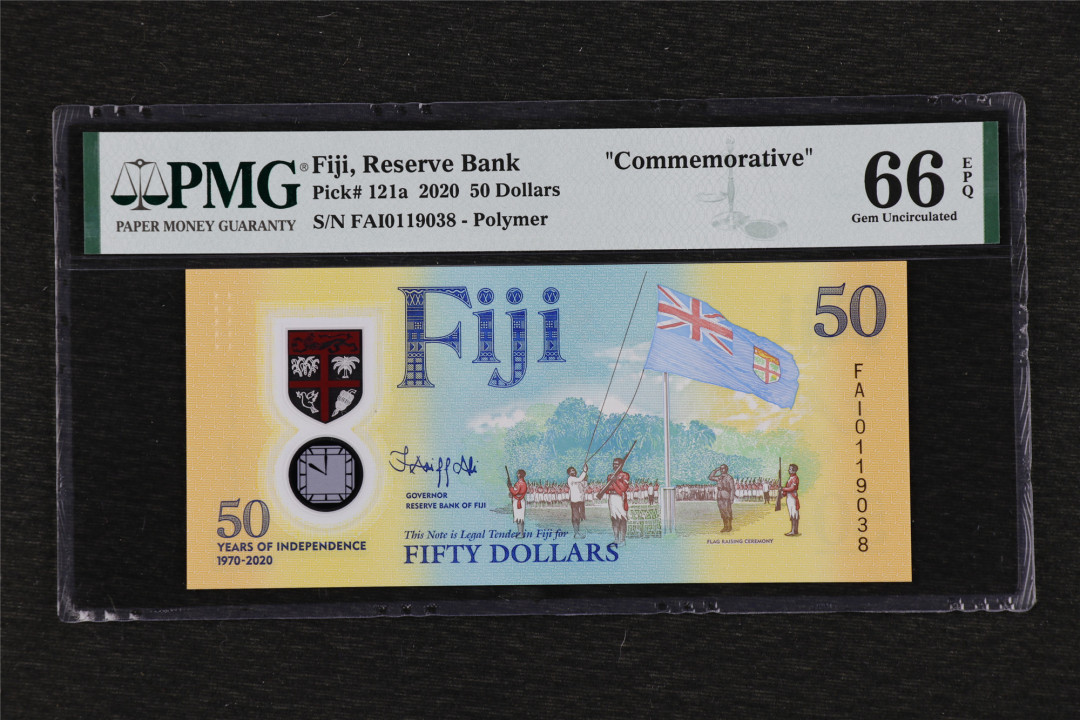 PMG®
PAPER MONEY GUARANTY
Fiji, Reserve Bank
Pick# 121a 2020 50 Dollars
S/N FAI0119038 - Polymer
"Commemorative"
66
EPQ
Gem Uncirculated
Fiji
50
FAI0119038
GOVERNOR
RESERVE BANK OF FIJI
50
YEARS OF INDEPENDENCE
1970-2020
This Note is Legal Tender in Fiji for
FIFTY DOLLARS
FLAG RAISING CEREMONY